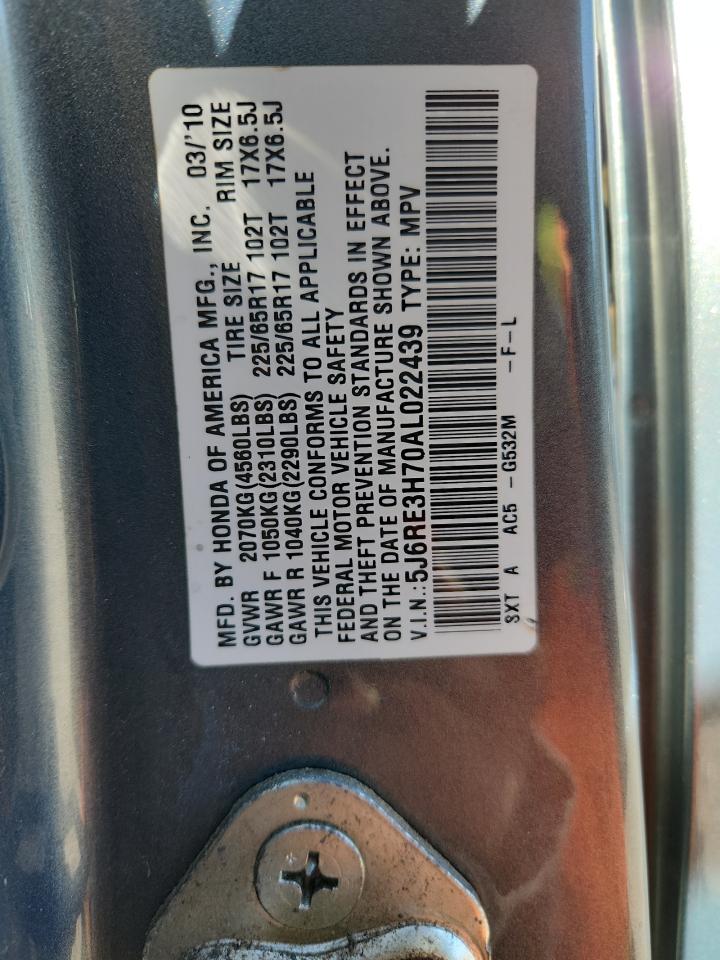 MFD. BY HONDA OF AMERICA MFG., INC. 03/'10
GVWR 2070KG(4560LBS) TIRE SIZE RIM SIZE
GAWR F 1050KG(2310LBS) 225/65R17 102T 17X6.5J
GAWR R 1040KG(2290LBS) 225/65R17 102T 17X6.5J
THIS VEHICLE CONFORMS TO ALL APPLICABLE
FEDERAL MOTOR VEHICLE SAFETY
AND THEFT PREVENTION STANDARDS IN EFFECT
ON THE DATE OF MANUFACTURE SHOWN ABOVE.
V.I.N.: 5J6RE3H70AL022439 TYPE: MPV
SXT A AC5 -G532M -F-L